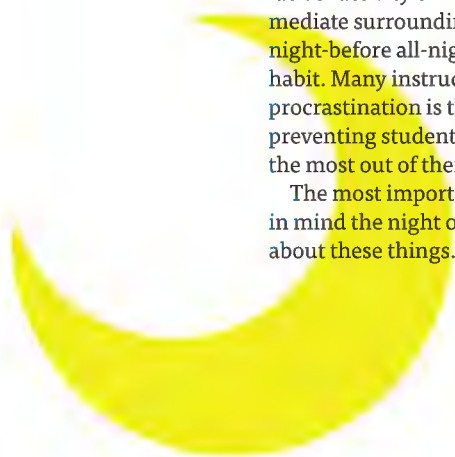 mediate surroundin
night-before all-nig
habit. Many instruc
procrastination is t
preventing student
the most out of the
The most import
in mind the night o
about these things.